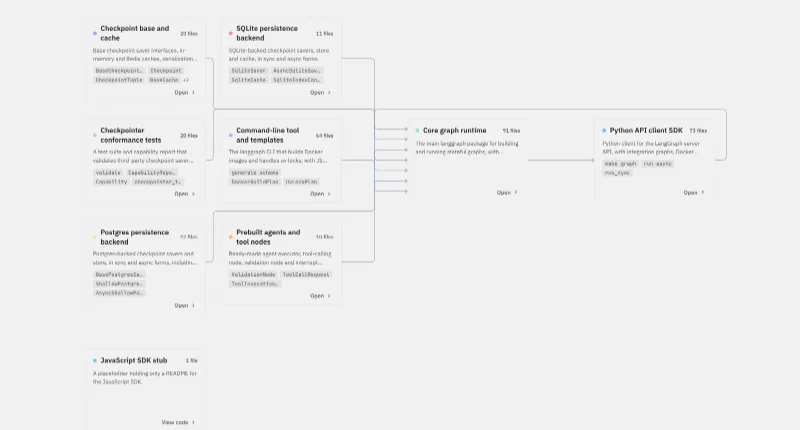 Checkpoint base and
cache
20 files
Base checkpoint saver interfaces, in-
memory and Redis caches, serialization...
BaseCheckpoint… Checkpoint
CheckpointTuple BaseCache +2
Open ›
SQLite persistence
backend
11 files
SQLite-backed checkpoint savers, store
and cache, in sync and async forms.
SqliteSaver AsyncSqliteSav…
SqliteCache SqliteIndexCon…
Open ›
Checkpointer
conformance tests
20 files
A test suite and capability report that
validates third-party checkpoint saver...
validate CapabilityRepo…
Capability checkpointer_t…
Open ›
Command-line tool
and templates
64 files
The langgraph CLI that builds Docker
images and handles uv locks, with JS...
generate_schema
DockerBuildPlan UvLockPlan
Open ›
Core graph runtime
91 files
The main langgraph package for building
and running stateful graphs, with...
Open ›
Python API client SDK
73 files
Python client for the LangGraph server
API, with integration graphs, Docker...
make_graph run_async
run_sync
Open ›
Postgres persistence
backend
files
Postgres-backed checkpoint savers and
store, in sync and async forms, includin...
BasePostgresSa…
ShallowPostgre…
AsyncShallowPo…
Open ›
Prebuilt agents and
tool nodes
10 files
Ready-made agent executor, tool-calling
node, validation node and interrupt...
ValidationNode ToolCallRequest
ToolInvocation…
Open ›
JavaScript SDK stub
1 file
A placeholder holding only a README for
the JavaScript SDK.
View code ›